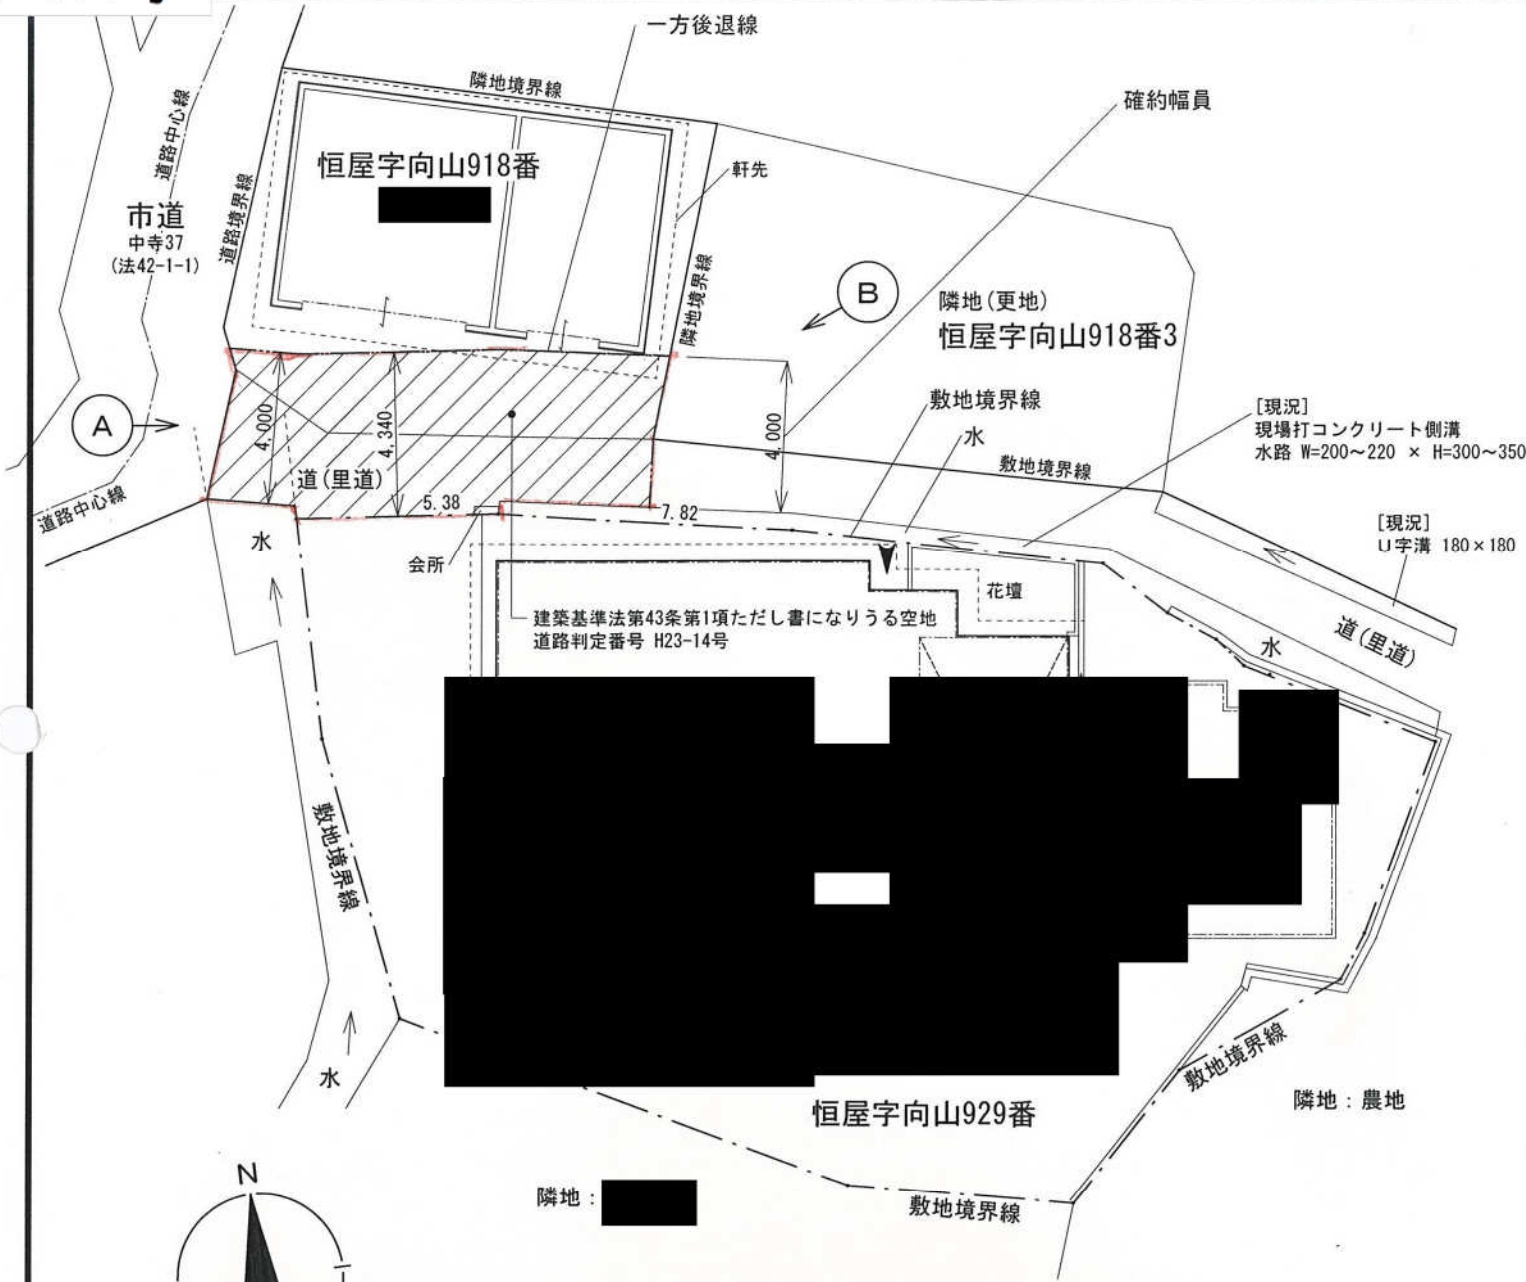 一方後退線
隣地境界線
確約幅員
道路中心線
恒屋字向山918番
軒先
市道
中寺37
(法42-1-1)
道路境界線
隣地境界線
B
隣地(更地)
恒屋字向山918番3
敷地境界線
水
[現況]
現場打コンクリート側溝
水路 W=200～220 × H=300～350
A
4,000
4,340
4,000
敷地境界線
道(里道)
5.38
7.82
道路中心線
[現況]
U字溝 180×180
水
会所
花壇
建築基準法第43条第1項ただし書になりうる空地
道路判定番号 H23-14号
水
道(里道)
敷地境界線
水
敷地境界線
恒屋字向山929番
隣地：農地
N
隣地：
敷地境界線